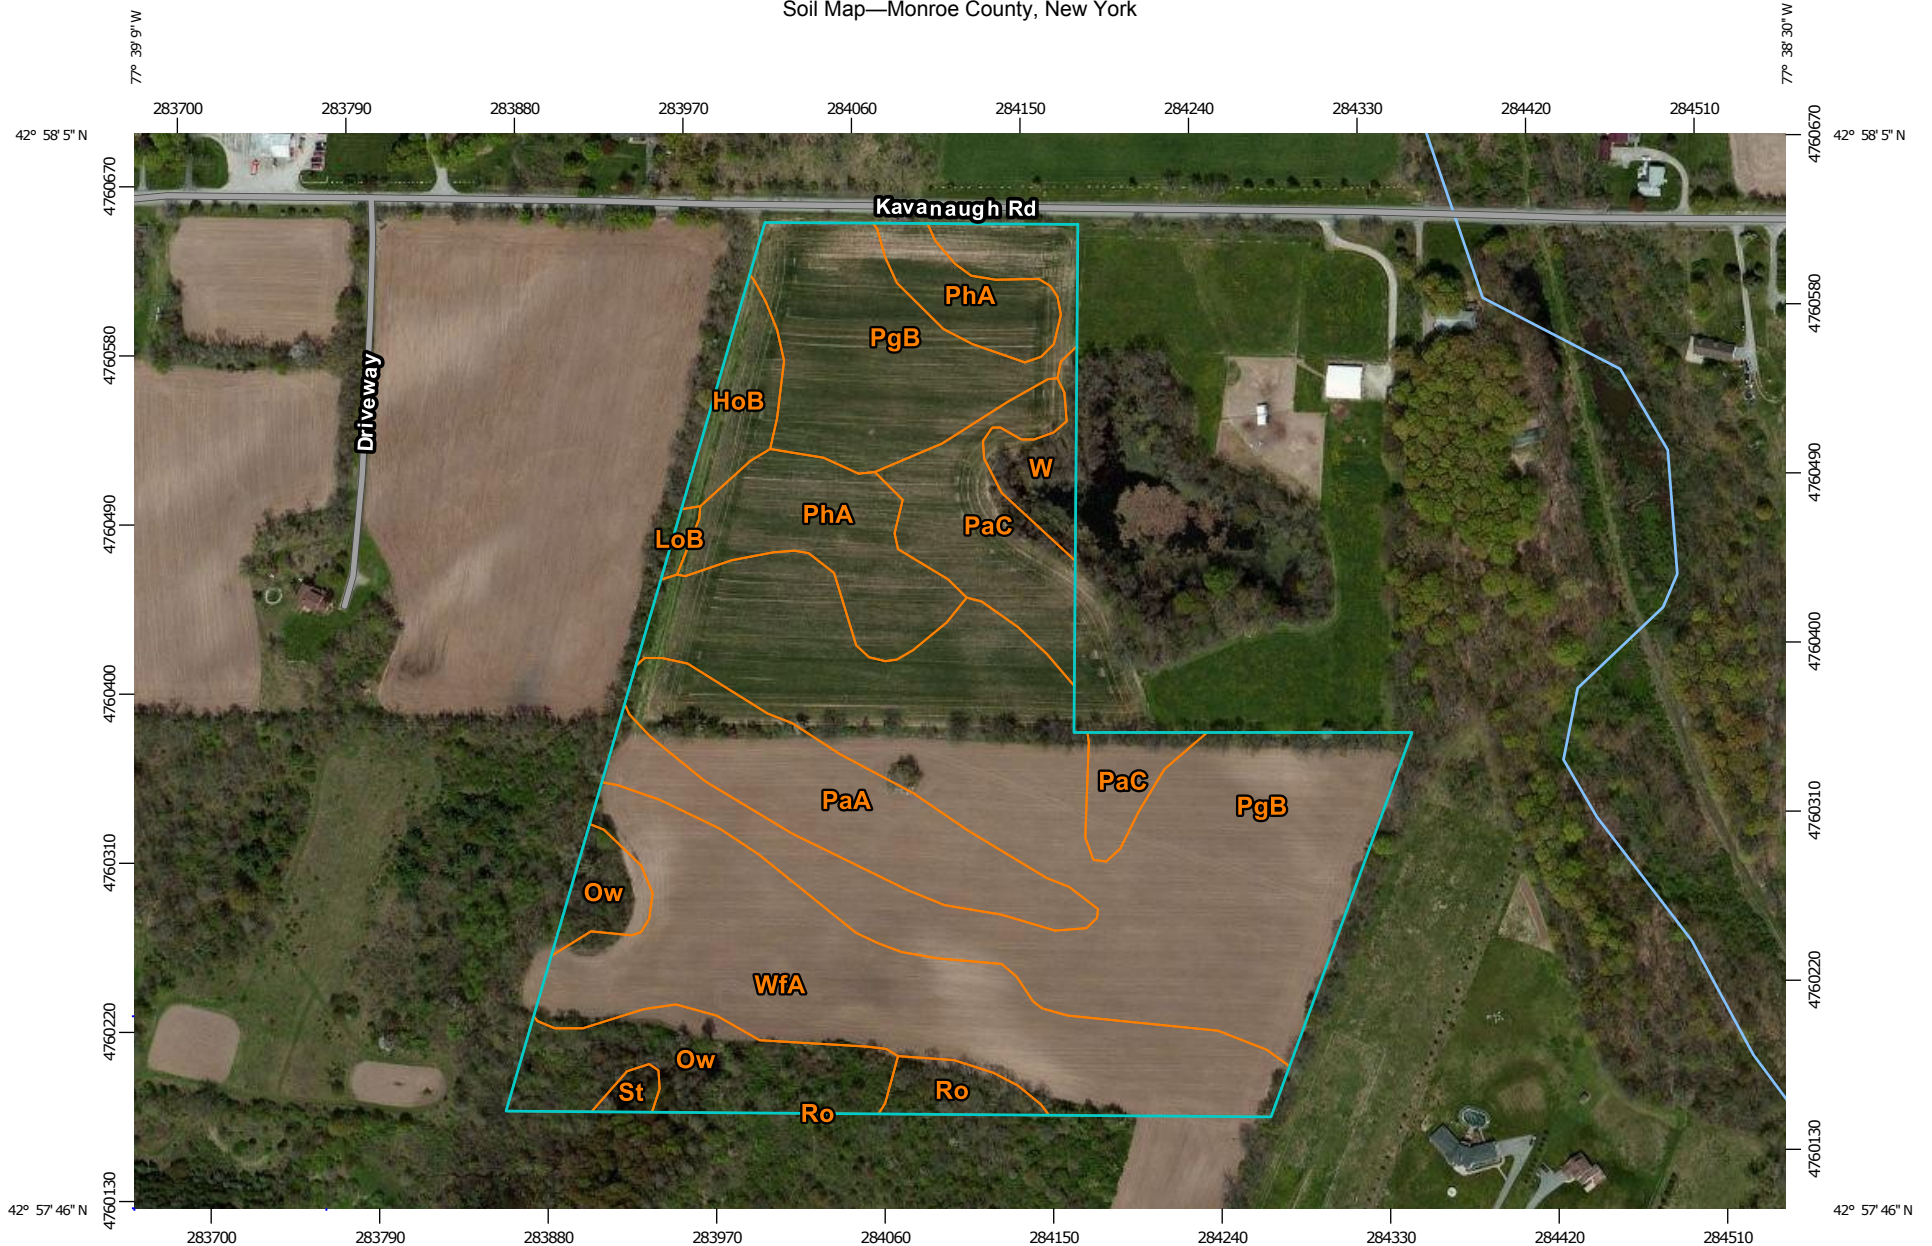 Soil Map—Monroe County, New York
77° 39' 9" W
77° 38' 30" W
283700 283790 283880 283970 284060 284150 284240 284330 284420 284510
42° 58' 5" N
42° 58' 5" N
4760670
4760670
Kavanaugh Rd
PhA
4760580
PgB
4760580
Driveway
HoB
W
4760490
PhA
PaC
4760490
LoB
4760400
4760400
PaC
PaA
PgB
4760310
4760310
Ow
WfA
4760220
4760220
Ow
St
Ro
Ro
4760130
4760130
42° 57' 46" N
42° 57' 46" N
283700 283790 283880 283970 284060 284150 284240 284330 284420 284510